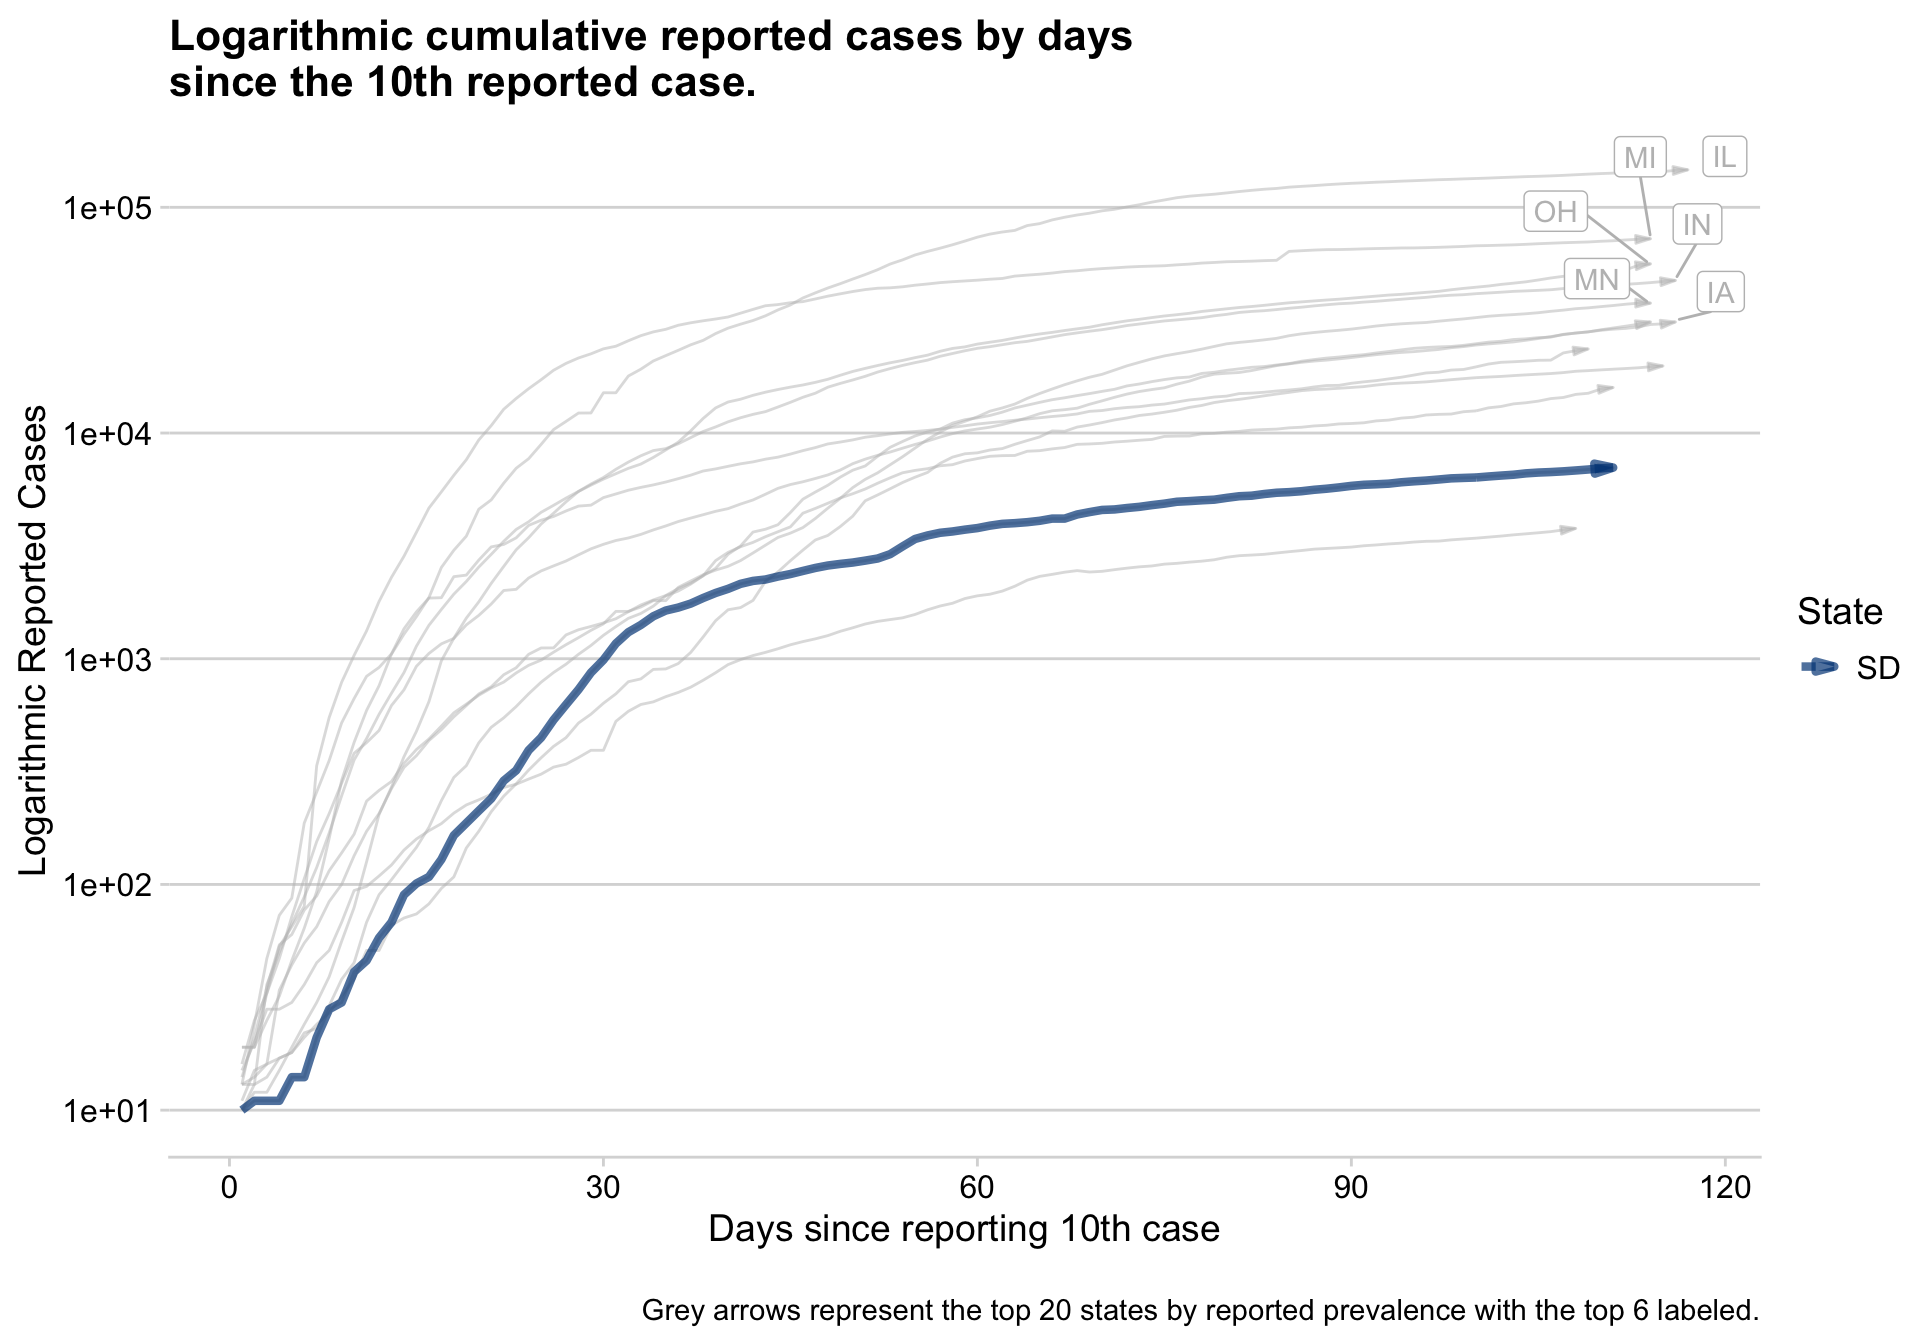 Logarithmic cumulative reported cases by days
since the 10th reported case.
MI
IL
1e+05
OH
IN
MN
IA
1e+04
Logarithmic Reported Cases
State
1e+03
SD
1e+02
1e+01
0
30
60
90
120
Days since reporting 10th case
Grey arrows represent the top 20 states by reported prevalence with the top 6 labeled.